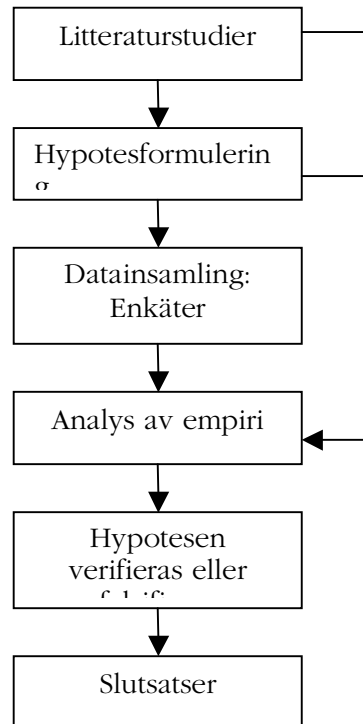 Litteraturstudier
Hypotesformulerin
g
Datainsamling:
Enkäter
Analys av empiri
Hypotesen
verifieras eller
Slutsatser